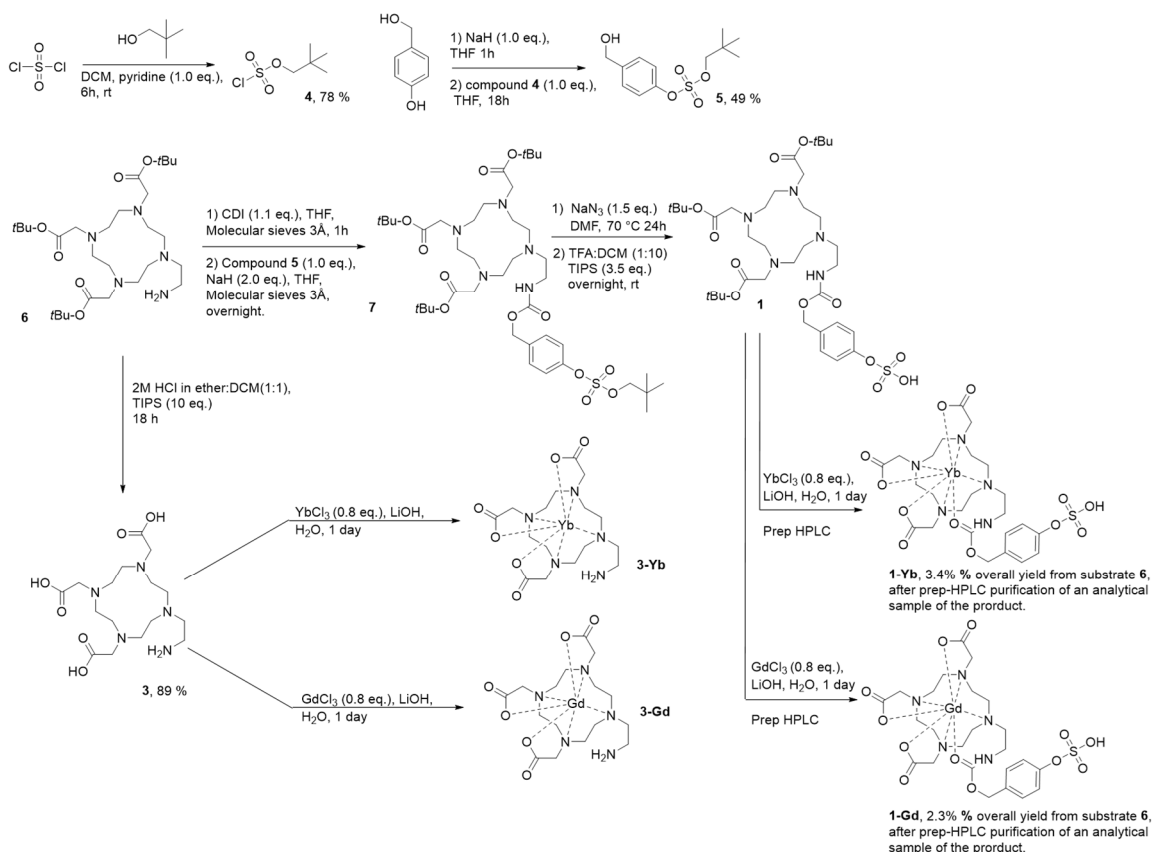 HO
Cl
S
O
O
Cl
DCM, pyridine (1.0 eq.),
6h, rt
O
O
S
O
Cl
4, 78 %
HO
OH
1) NaH (1.0 eq.),
THF 1h
2) compound 4 (1.0 eq.),
THF, 18h
OH
O
S
O
O
O
5, 49 %
O
O-tBu
tBuO
O
N
N
N
N
O
tBuO
H2N
6
1) CDI (1.1 eq.), THF,
Molecular sieves 3Å, 1h
2) Compound 5 (1.0 eq.),
NaH (2.0 eq.), THF,
Molecular sieves 3Å,
overnight.
O
O-tBu
tBuO
O
N
N
N
N
O
tBuO
HN
O
O
7
O
S
O
O
O
1) NaN3 (1.5 eq.)
DMF, 70 °C 24h
2) TFA:DCM (1:10)
TIPS (3.5 eq.)
overnight, rt
O
O-tBu
tBuO
O
N
N
N
N
O
tBuO
NH
O
O
1
O
S
O
O
OH
2M HCl in ether:DCM(1:1),
TIPS (10 eq.)
18 h
OH
O
HO
O
N
N
N
N
O
HO
H2N
3, 89 %
YbCl3 (0.8 eq.), LiOH,
H2O, 1 day
O
O
O
O
N
N
N
N
Yb
O
O
H2N
3-Yb
GdCl3 (0.8 eq.), LiOH,
H2O, 1 day
O
O
O
O
N
N
N
N
Gd
O
O
H2N
3-Gd
YbCl3 (0.8 eq.),
LiOH, H2O, 1 day
Prep HPLC
O
O
O
O
N
N
N
N
Yb
O
O
NH
O
O
O
S
O
O
OH
1-Yb, 3.4% % overall yield from substrate 6,
after prep-HPLC purification of an analytical
sample of the product.
GdCl3 (0.8 eq.),
LiOH, H2O, 1 day
Prep HPLC
O
O
O
O
N
N
N
N
Gd
O
O
NH
O
O
O
S
O
O
OH
1-Gd, 2.3% % overall yield from substrate 6,
after prep-HPLC purification of an analytical
sample of the product.